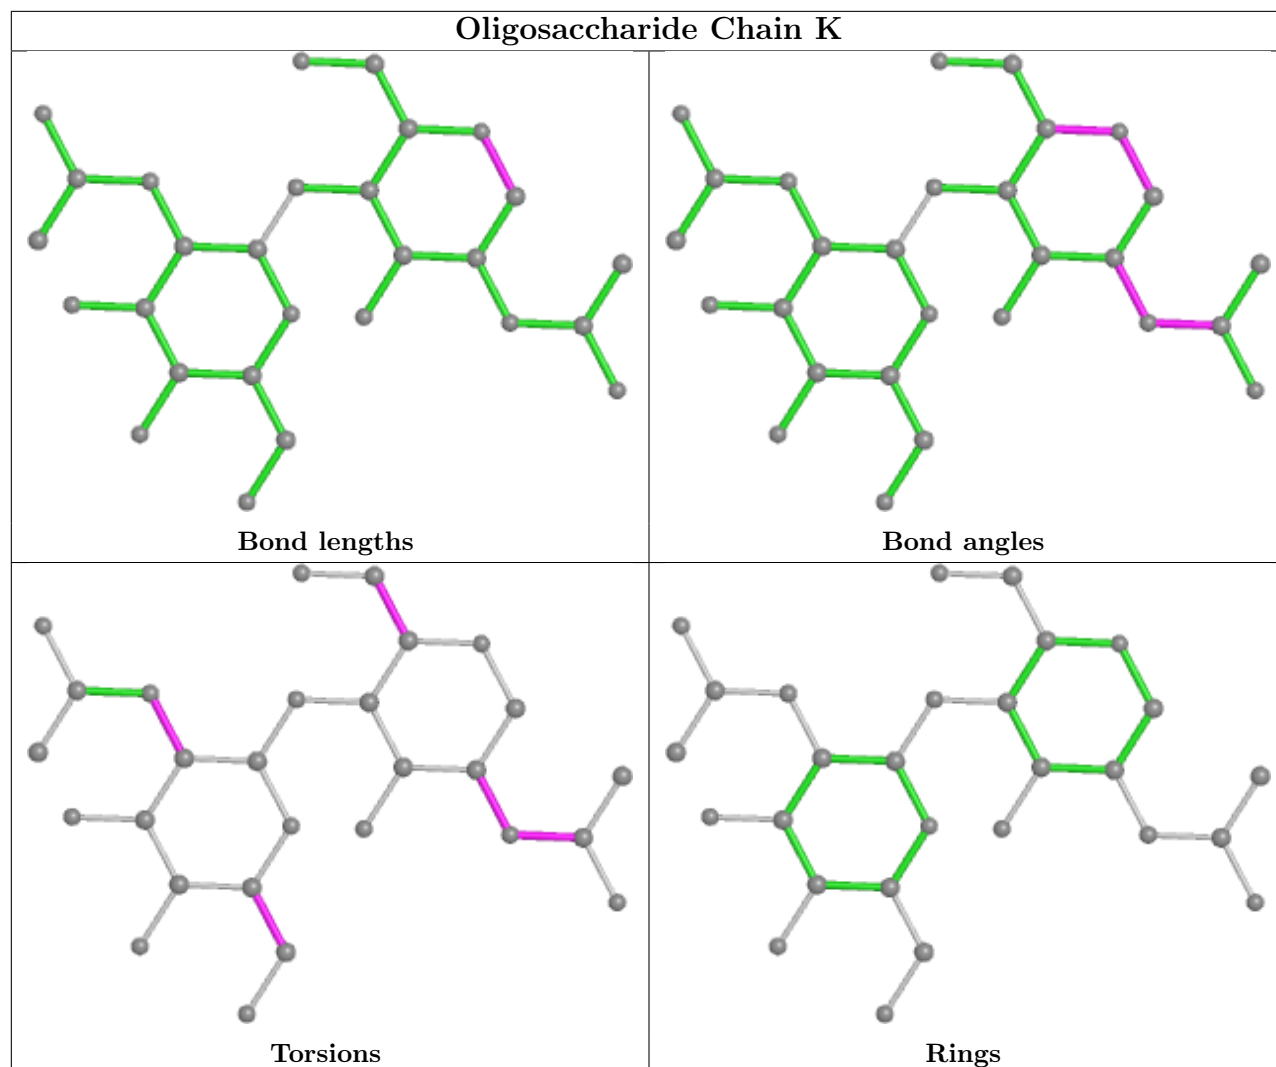 Oligosaccharide Chain K
Bond lengths
Bond angles
Torsions
Rings